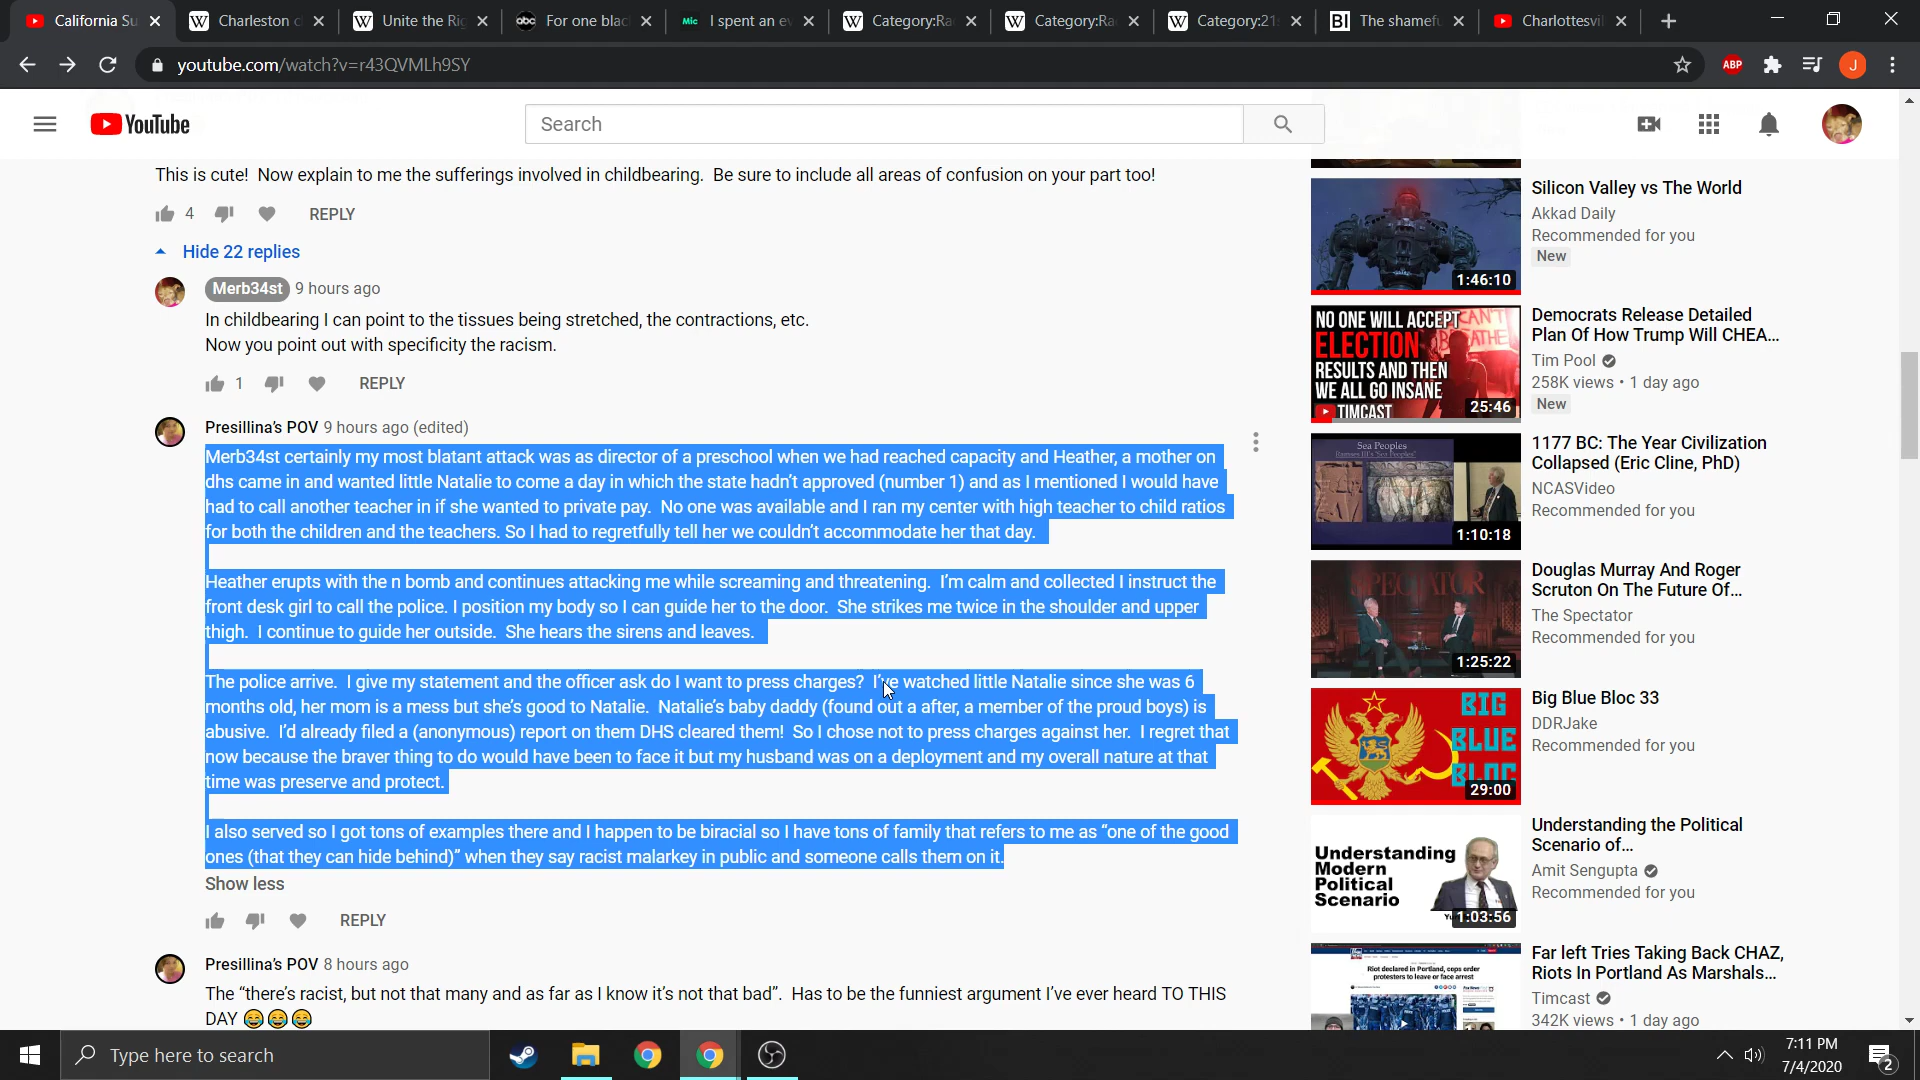 California Su
Charleston c
Unite the Rig
abc
For one blac
Mic
I spent an ev
Category:Ra
Category:Ra
Category:21s
BI
The shamefu
Charlottesvil
youtube.com/watch?v=r43QVMLh9SY
ABP
J
YouTube
Search
This is cute! Now explain to me the sufferings involved in childbearing. Be sure to include all areas of confusion on your part too!
4
REPLY
Hide 22 replies
Merb34st 9 hours ago
In childbearing I can point to the tissues being stretched, the contractions, etc.
Now you point out with specificity the racism.
1
REPLY
Presillina's POV 9 hours ago (edited)
Merb34st certainly my most blatant attack was as director of a preschool when we had reached capacity and Heather, a mother on
dhs came in and wanted little Natalie to come a day in which the state hadn't approved (number 1) and as I mentioned I would have
had to call another teacher in if she wanted to private pay. No one was available and I ran my center with high teacher to child ratios
for both the children and the teachers. So I had to regretfully tell her we couldn't accommodate her that day.
Heather erupts with the n bomb and continues attacking me while screaming and threatening. I'm calm and collected I instruct the
front desk girl to call the police. I position my body so I can guide her to the door. She strikes me twice in the shoulder and upper
thigh. I continue to guide her outside. She hears the sirens and leaves.
The police arrive. I give my statement and the officer ask do I want to press charges? I've watched little Natalie since she was 6
months old, her mom is a mess but she's good to Natalie. Natalie's baby daddy (found out a after, a member of the proud boys) is
abusive. I'd already filed a (anonymous) report on them DHS cleared them! So I chose not to press charges against her. I regret that
now because the braver thing to do would have been to face it but my husband was on a deployment and my overall nature at that
time was preserve and protect.
I also served so I got tons of examples there and I happen to be biracial so I have tons of family that refers to me as “one of the good
ones (that they can hide behind)” when they say racist malarkey in public and someone calls them on it.
Show less
REPLY
Presillina's POV 8 hours ago
The “there's racist, but not that many and as far as I know it's not that bad”. Has to be the funniest argument I've ever heard TO THIS
DAY 😂😂😂
Silicon Valley vs The World
Akkad Daily
Recommended for you
New
1:46:10
NO ONE WILL ACCEPT
ELECTION
RESULTS AND THEN
WE ALL GO INSANE
TIMCAST
25:46
Democrats Release Detailed
Plan Of How Trump Will CHEA...
Tim Pool
258K views • 1 day ago
New
Sea Peoples
Ramses III's "Sea Peoples"
1:10:18
1177 BC: The Year Civilization
Collapsed (Eric Cline, PhD)
NCASVideo
Recommended for you
SPECTATOR
1:25:22
Douglas Murray And Roger
Scruton On The Future Of...
The Spectator
Recommended for you
BIG
BLUE
BLOC
29:00
Big Blue Bloc 33
DDRJake
Recommended for you
Understanding
Modern
Political
Scenario
1:03:56
Understanding the Political
Scenario of...
Amit Sengupta
Recommended for you
Riot declared in Portland, cops order
protesters to leave or face arrest
Far left Tries Taking Back CHAZ,
Riots In Portland As Marshals...
Timcast
342K views • 1 day ago
Type here to search
7:11 PM
7/4/2020
2